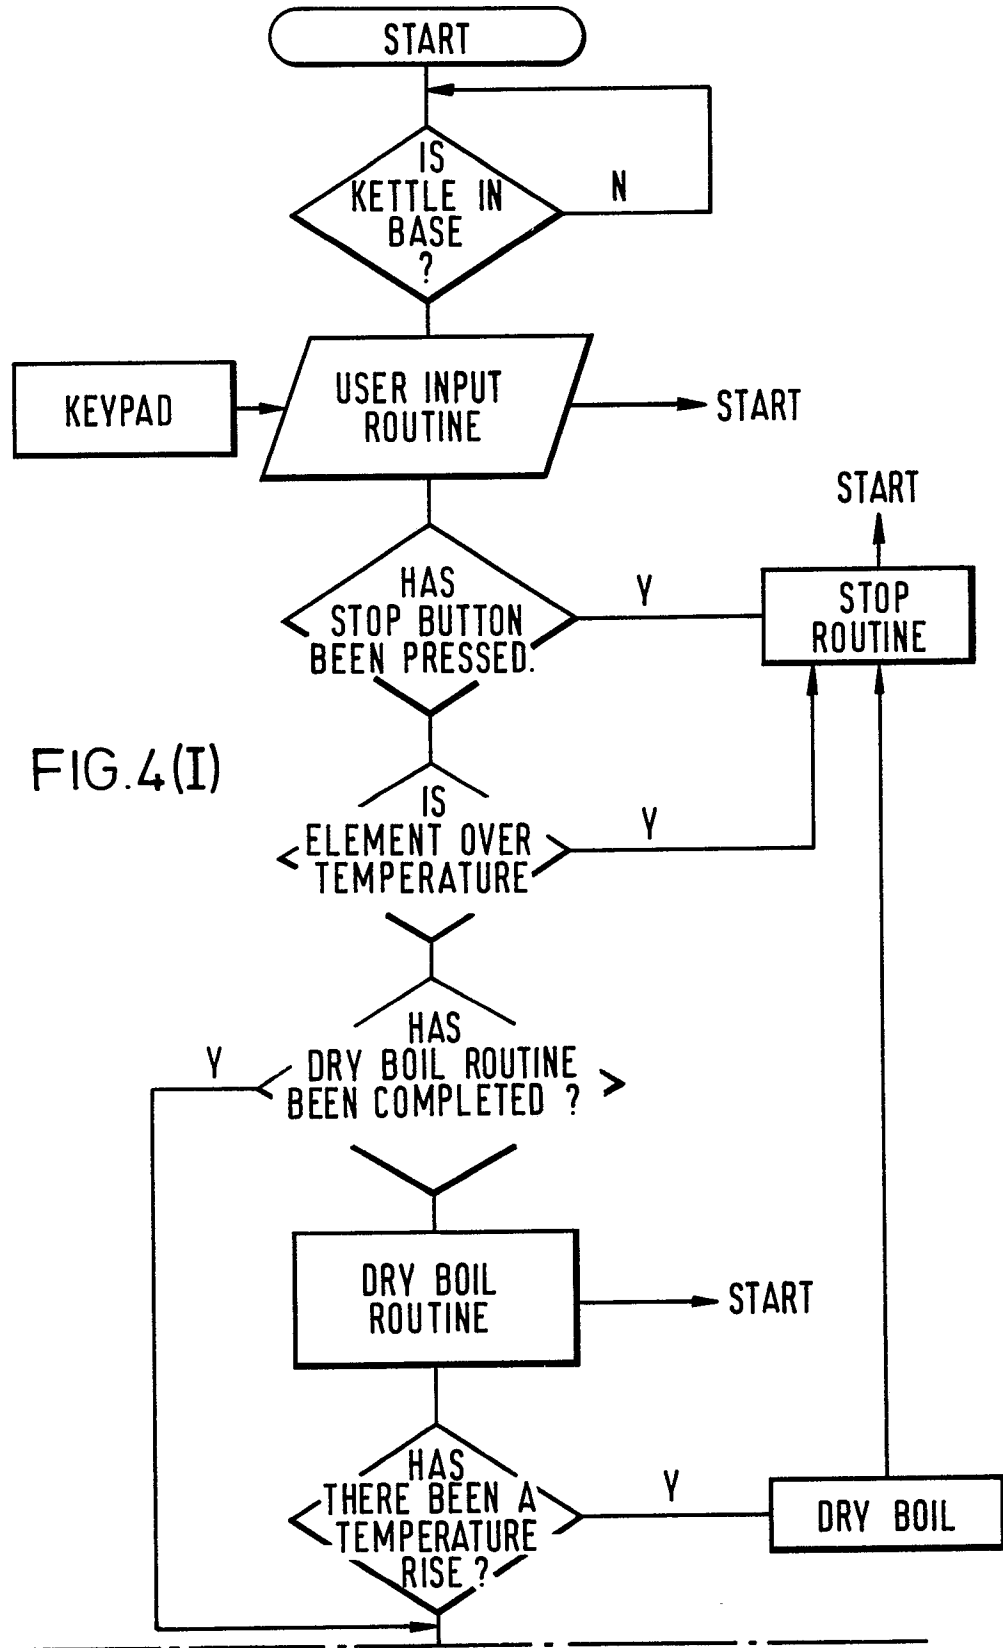 START
IS
KETTLE IN
BASE
?
N
KEYPAD
USER INPUT
ROUTINE
START
START
HAS
STOP BUTTON
BEEN PRESSED.
Y
STOP
ROUTINE
FIG.4(I)
IS
ELEMENT OVER
TEMPERATURE
Y
HAS
DRY BOIL ROUTINE
BEEN COMPLETED ?
Y
DRY BOIL
ROUTINE
START
HAS
THERE BEEN A
TEMPERATURE
RISE ?
Y
DRY BOIL